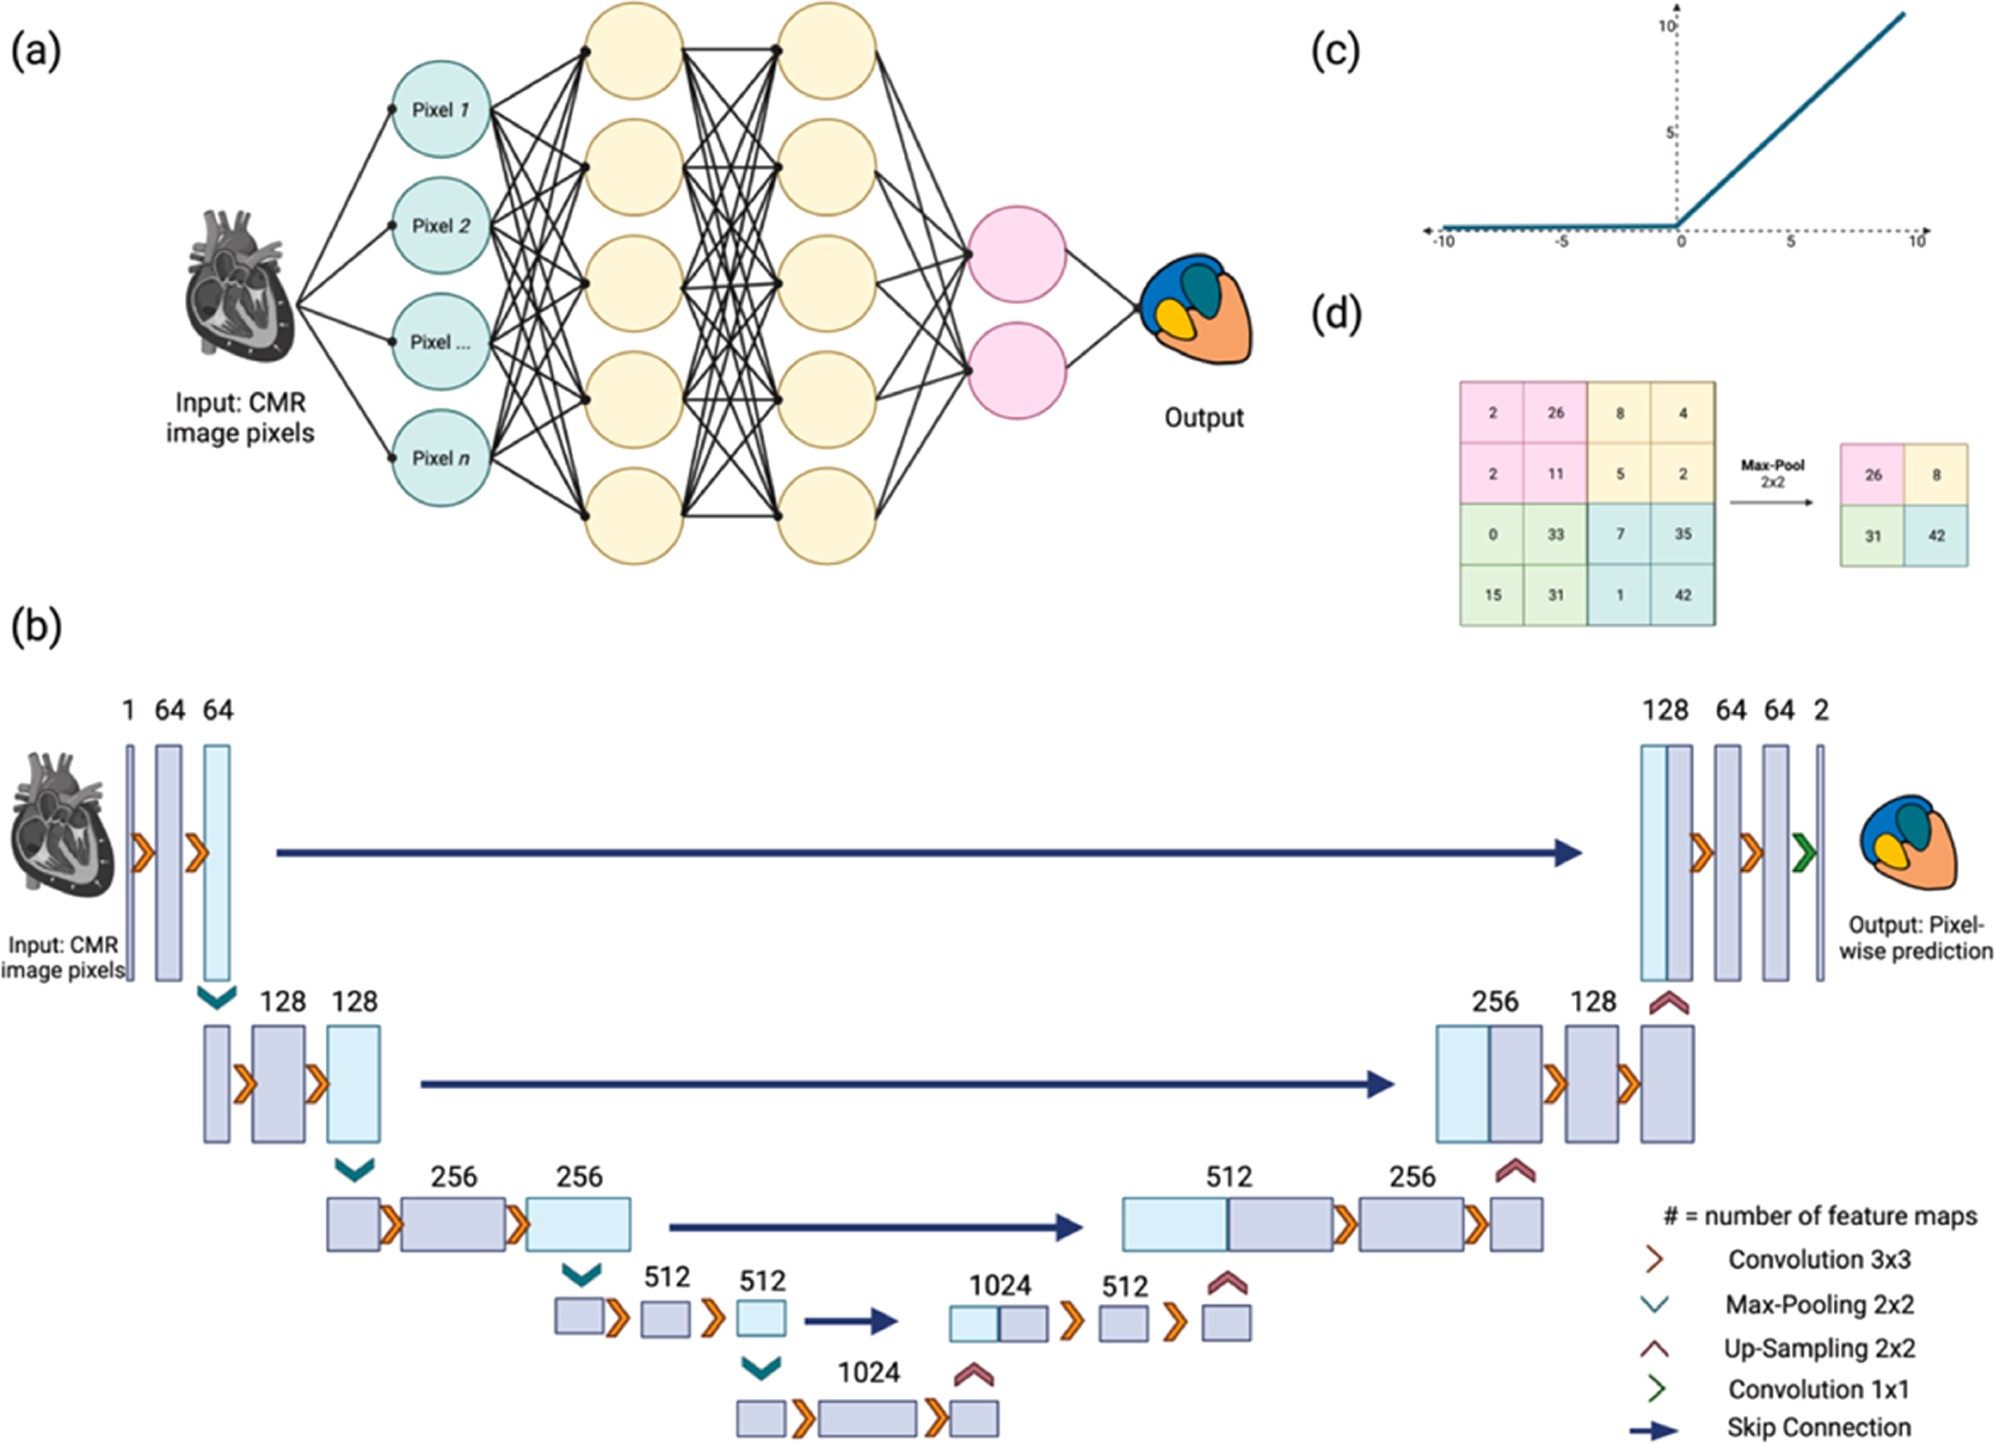 (a)
Pixel 1
Pixel 2
Pixel ...
Pixel n
Input: CMR
image pixels
Output
(c)
10
5
-10 -5 0 5 10
(d)
2 26 8 4
2 11 5 2
0 33 7 35
15 31 1 42
Max-Pool
2x2
26 8
31 42
(b)
1 64 64
128 64 64 2
Input: CMR
image pixels
Output: Pixel-
wise prediction
128 128
256 128
256 256
512 256
512 512
1024 512
1024
# = number of feature maps
Convolution 3x3
Max-Pooling 2x2
Up-Sampling 2x2
Convolution 1x1
Skip Connection